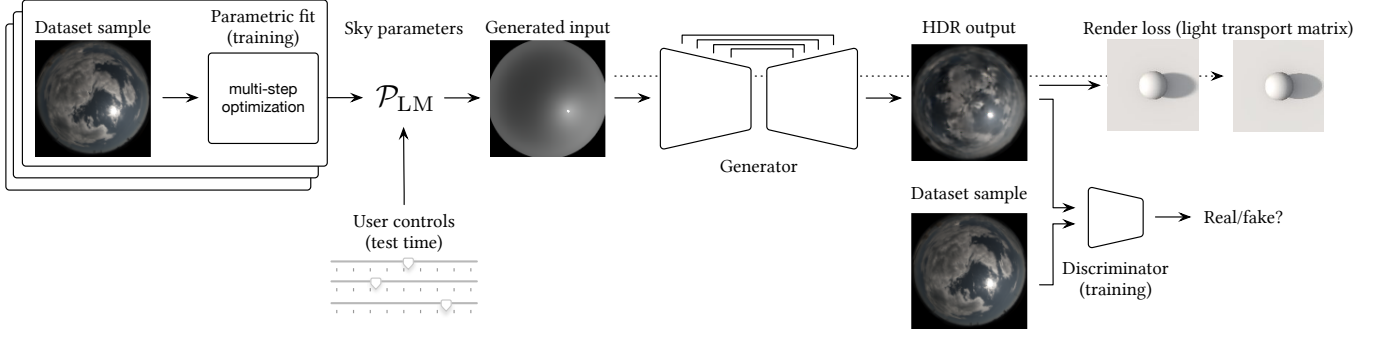 Dataset sample
Parametric fit
(training)
multi-step
optimization
Sky parameters
𝒫LM
User controls
(test time)
Generated input
Generator
HDR output
Render loss (light transport matrix)
Dataset sample
Discriminator
(training)
Real/fake?